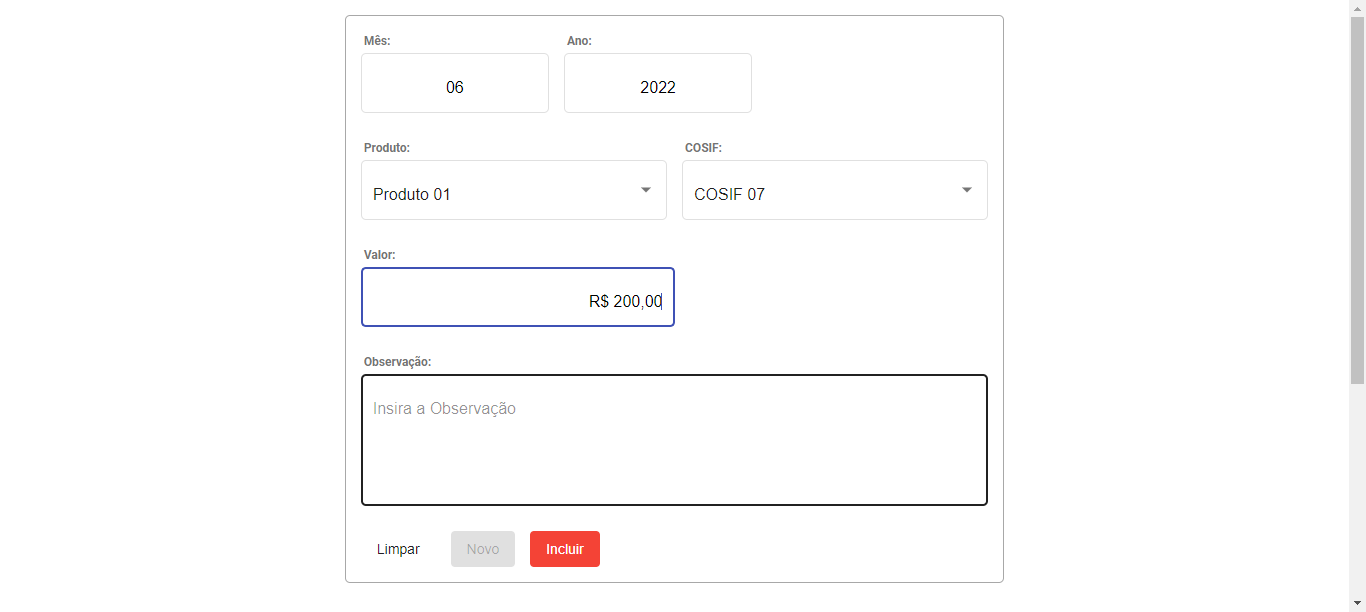 Mês: Ano:
06 2022
Produto: COSIF:
Produto 01 COSIF 07
Valor:
R$ 200,00
Observação:
Insira a Observação
Limpar Novo Incluir